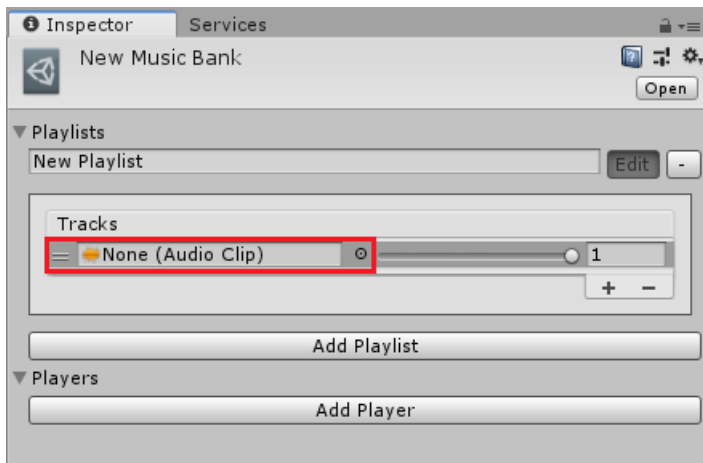 Inspector Services
New Music Bank
Open
Playlists
New Playlist Edit -
Tracks
None (Audio Clip) 1
+ -
Add Playlist
Players
Add Player